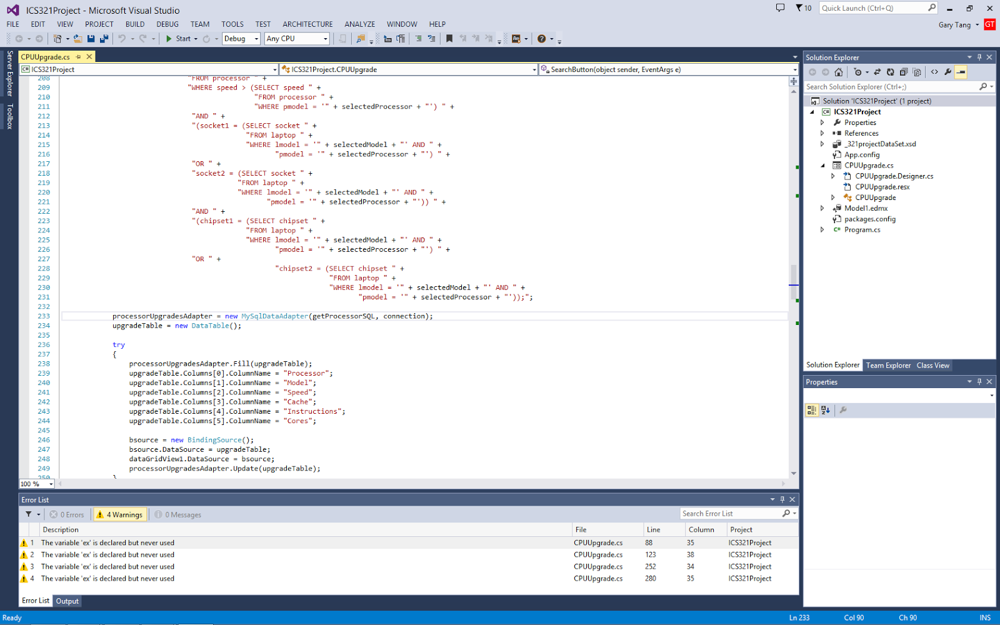 ICS321Project - Microsoft Visual Studio
10
Quick Launch (Ctrl+Q)
FILE EDIT VIEW PROJECT BUILD DEBUG TEAM TOOLS TEST ARCHITECTURE ANALYZE WINDOW HELP
Gary Tang GT
Start Debug Any CPU
Server Explorer
Toolbox
CPUUpgrade.cs
ICS321Project
ICS321Project.CPUUpgrade
SearchButton(object sender, EventArgs e)
208 "FROM processor " +
209 "WHERE speed > (SELECT speed " +
210 "FROM processor " +
211 "WHERE pmodel = '" + selectedProcessor + "') " +
212 "AND " +
213 "(socket1 = (SELECT socket " +
214 "FROM laptop " +
215 "WHERE lmodel = '" + selectedModel + "' AND " +
216 "pmodel = '" + selectedProcessor + "') " +
217 "OR " +
218 "socket2 = (SELECT socket " +
219 "FROM laptop " +
220 "WHERE lmodel = '" + selectedModel + "' AND " +
221 "pmodel = '" + selectedProcessor + "')) " +
222 "AND " +
223 "(chipset1 = (SELECT chipset " +
224 "FROM laptop " +
225 "WHERE lmodel = '" + selectedModel + "' AND " +
226 "pmodel = '" + selectedProcessor + "') " +
227 "OR " +
228 "chipset2 = (SELECT chipset " +
229 "FROM laptop " +
230 "WHERE lmodel = '" + selectedModel + "' AND " +
231 "pmodel = '" + selectedProcessor + "'));";
232
233 processorUpgradesAdapter = new MySqlDataAdapter(getProcessorSQL, connection);
234 upgradeTable = new DataTable();
235
236 try
237 {
238 processorUpgradesAdapter.Fill(upgradeTable);
239 upgradeTable.Columns[0].ColumnName = "Processor";
240 upgradeTable.Columns[1].ColumnName = "Model";
241 upgradeTable.Columns[2].ColumnName = "Speed";
242 upgradeTable.Columns[3].ColumnName = "Cache";
243 upgradeTable.Columns[4].ColumnName = "Instructions";
244 upgradeTable.Columns[5].ColumnName = "Cores";
245
246 bsource = new BindingSource();
247 bsource.DataSource = upgradeTable;
248 dataGridView1.DataSource = bsource;
249 processorUpgradesAdapter.Update(upgradeTable);
250 }
100 %
Solution Explorer
Search Solution Explorer (Ctrl+;)
Solution 'ICS321Project' (1 project)
C# ICS321Project
Properties
References
_321projectDataSet.xsd
App.config
CPUUpgrade.cs
CPUUpgrade.Designer.cs
CPUUpgrade.resx
CPUUpgrade
Model1.edmx
packages.config
C# Program.cs
Solution Explorer Team Explorer Class View
Properties
Error List
0 Errors 4 Warnings 0 Messages
Search Error List
Description File Line Column Project
1 The variable 'ex' is declared but never used CPUUpgrade.cs 88 35 ICS321Project
2 The variable 'ex' is declared but never used CPUUpgrade.cs 123 38 ICS321Project
3 The variable 'ex' is declared but never used CPUUpgrade.cs 252 34 ICS321Project
4 The variable 'ex' is declared but never used CPUUpgrade.cs 280 35 ICS321Project
Error List Output
Ready Ln 233 Col 90 Ch 90 INS